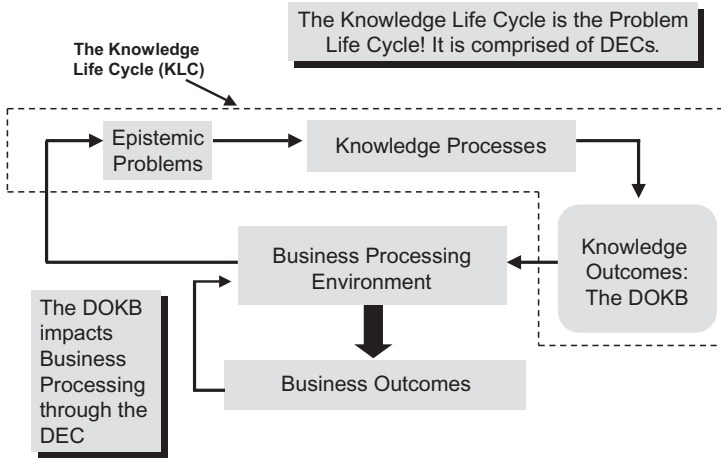 The Knowledge Life Cycle is the Problem
Life Cycle! It is comprised of DECs.
The Knowledge
Life Cycle (KLC)
Epistemic
Problems
Knowledge Processes
Knowledge
Outcomes:
The DOKB
Business Processing
Environment
The DOKB
impacts
Business
Processing
through the
DEC
Business Outcomes